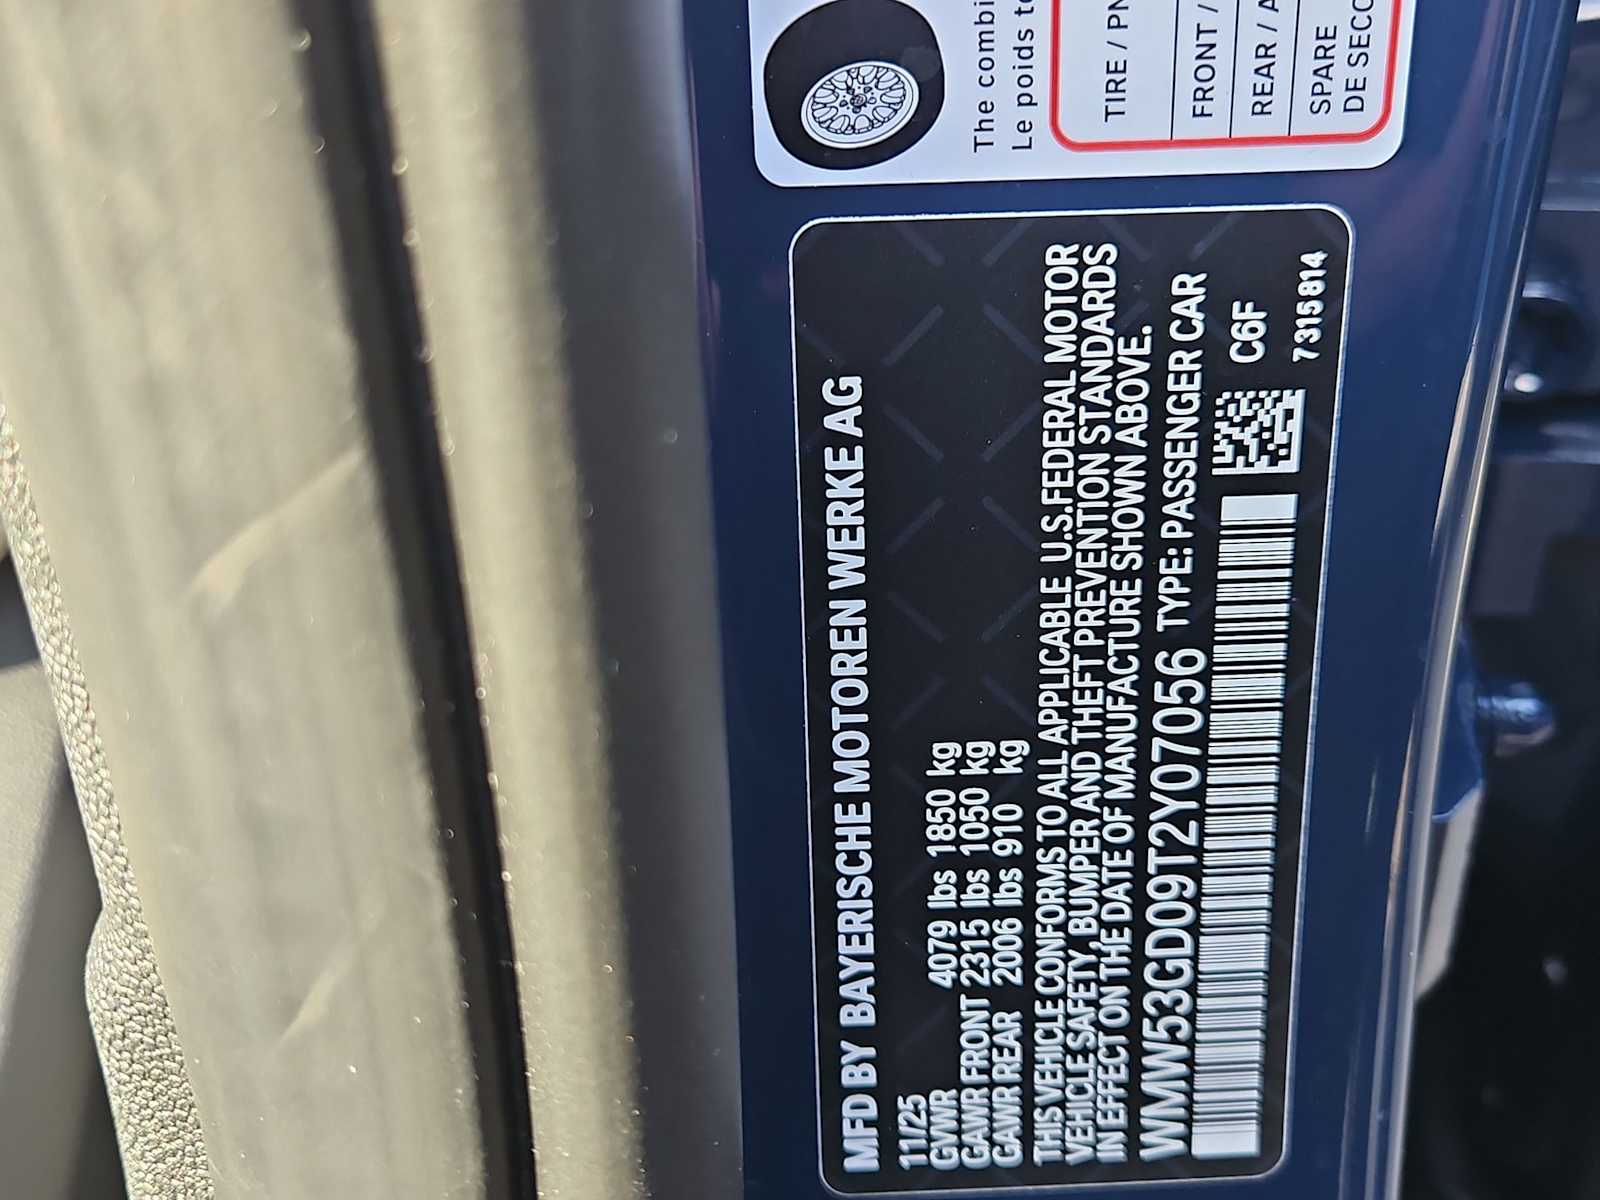 MFD BY BAYERISCHE MOTOREN WERKE AG
11/25
GVWR 4079 lbs 1850 kg
GAWR FRONT 2315 lbs 1050 kg
GAWR REAR 2006 lbs 910 kg
THIS VEHICLE CONFORMS TO ALL APPLICABLE U.S.FEDERAL MOTOR
VEHICLE SAFETY, BUMPER AND THEFT PREVENTION STANDARDS
IN EFFECT ON THE DATE OF MANUFACTURE SHOWN ABOVE.
WMW53GD09T2Y07056 TYPE: PASSENGER CAR
C6F
7315814
The combi
Le poids to
TIRE / PN
FRONT /
REAR / A
SPARE
DE SECO